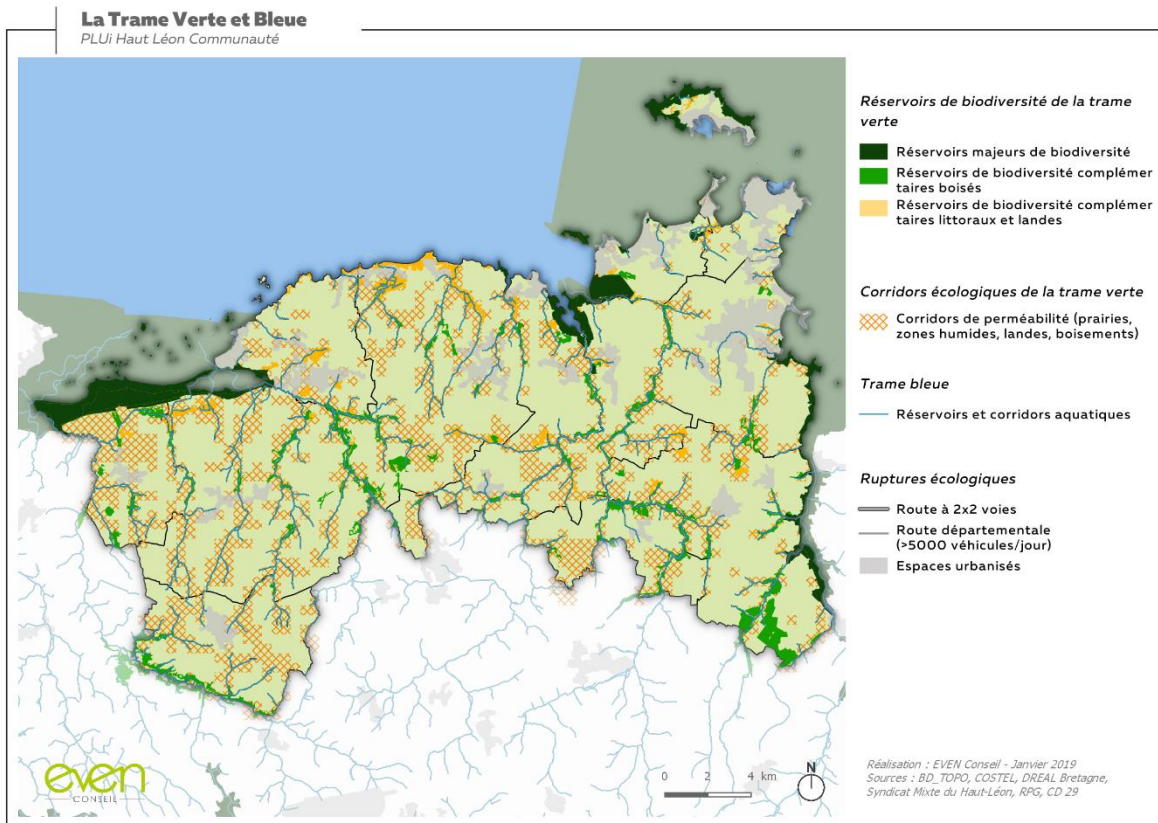 La Trame Verte et Bleue
PLUi Haut Léon Communauté
Réservoirs de biodiversité de la trame
verte
Réservoirs majeurs de biodiversité
Réservoirs de biodiversité complémer
taires boisés
Réservoirs de biodiversité complémer
taires littoraux et landes
Corridors écologiques de la trame verte
Corridors de perméabilité (prairies,
zones humides, landes, boisements)
Trame bleue
Réservoirs et corridors aquatiques
Ruptures écologiques
Route à 2x2 voies
Route départementale
(>5000 véhicules/jour)
Espaces urbanisés
even
CONSEIL
0 2 4 km
N
Réalisation : EVEN Conseil - Janvier 2019
Sources : BD_TOPO, COSTEL, DREAL Bretagne,
Syndicat Mixte du Haut-Léon, RPG, CD 29